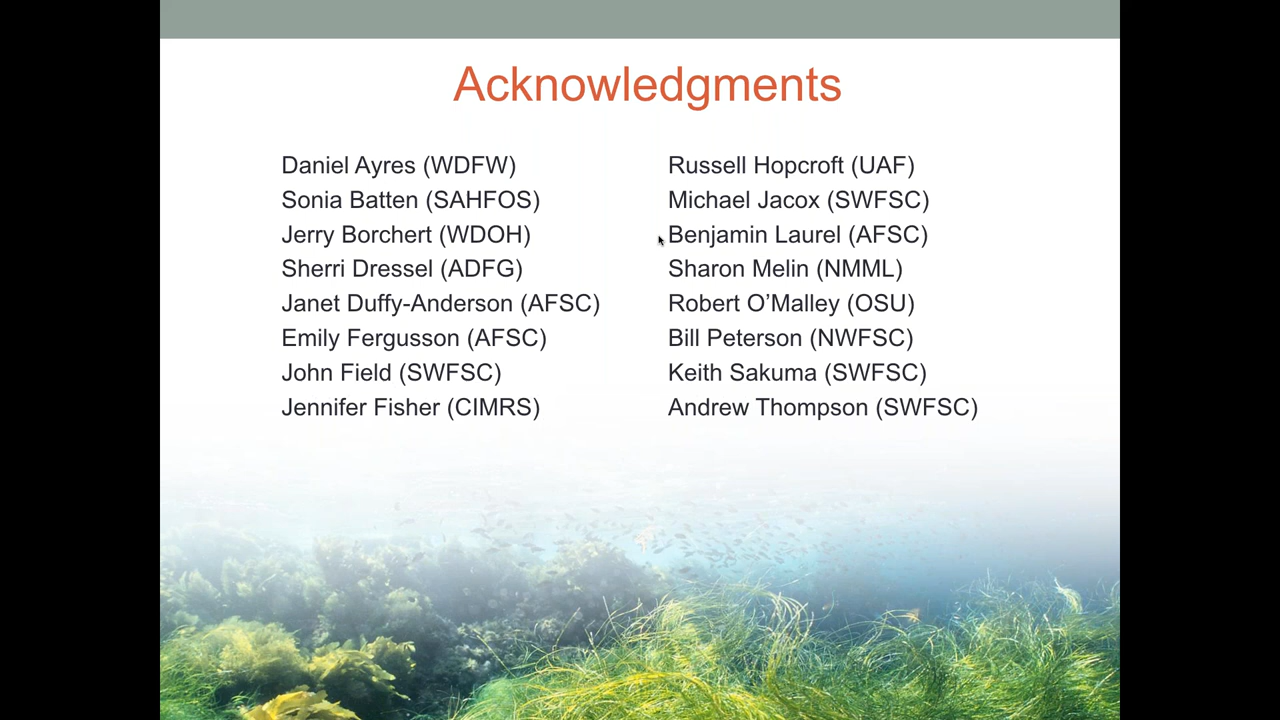 Acknowledgments
Daniel Ayres (WDFW)
Sonia Batten (SAHFOS)
Jerry Borchert (WDOH)
Sherri Dressel (ADFG)
Janet Duffy-Anderson (AFSC)
Emily Fergusson (AFSC)
John Field (SWFSC)
Jennifer Fisher (CIMRS)
Russell Hopcroft (UAF)
Michael Jacox (SWFSC)
Benjamin Laurel (AFSC)
Sharon Melin (NMML)
Robert O’Malley (OSU)
Bill Peterson (NWFSC)
Keith Sakuma (SWFSC)
Andrew Thompson (SWFSC)